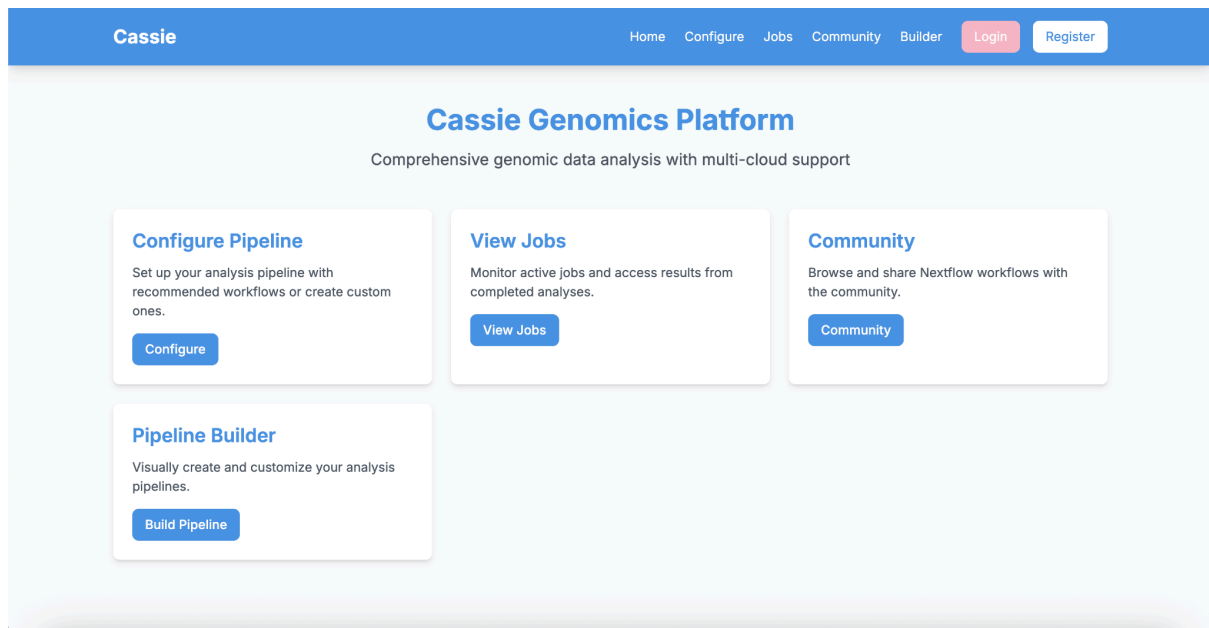 Cassie
Home Configure Jobs Community Builder Login Register
Cassie Genomics Platform
Comprehensive genomic data analysis with multi-cloud support
Configure Pipeline
Set up your analysis pipeline with
recommended workflows or create custom
ones.
Configure
View Jobs
Monitor active jobs and access results from
completed analyses.
View Jobs
Community
Browse and share Nextflow workflows with
the community.
Community
Pipeline Builder
Visually create and customize your analysis
pipelines.
Build Pipeline